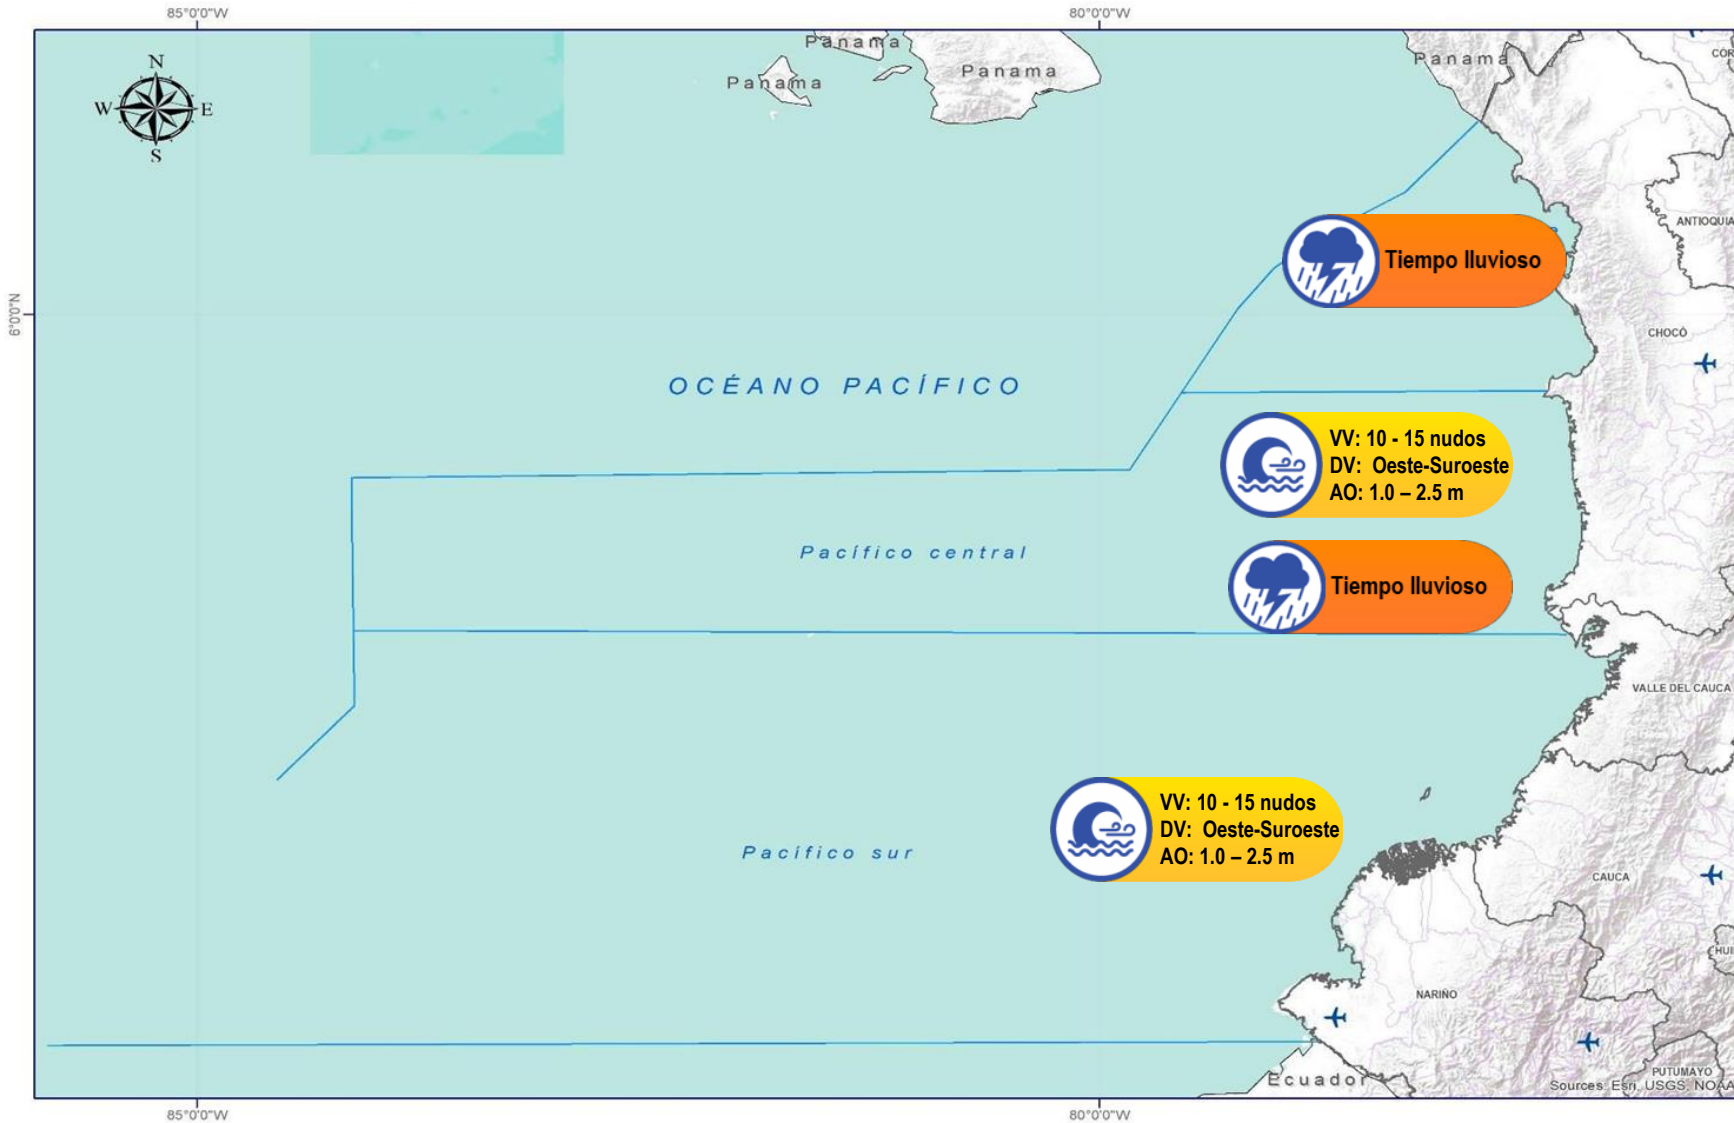 85°0'0"W
80°0'0"W
N
W
E
S
Panama
Panama
Panama
Panama
CÓR
ANTIOQUIA
Tiempo lluvioso
6°0'0"N
CHOCÓ
OCÉANO PACÍFICO
VV: 10 - 15 nudos
DV: Oeste-Suroeste
AO: 1.0 – 2.5 m
Pacífico central
Tiempo lluvioso
VALLE DEL CAUCA
VV: 10 - 15 nudos
DV: Oeste-Suroeste
AO: 1.0 – 2.5 m
Pacífico sur
CAUCA
HUI
NARIÑO
Ecuador
PUTUMAYO
Sources: Esri, USGS, NOAA
85°0'0"W
80°0'0"W